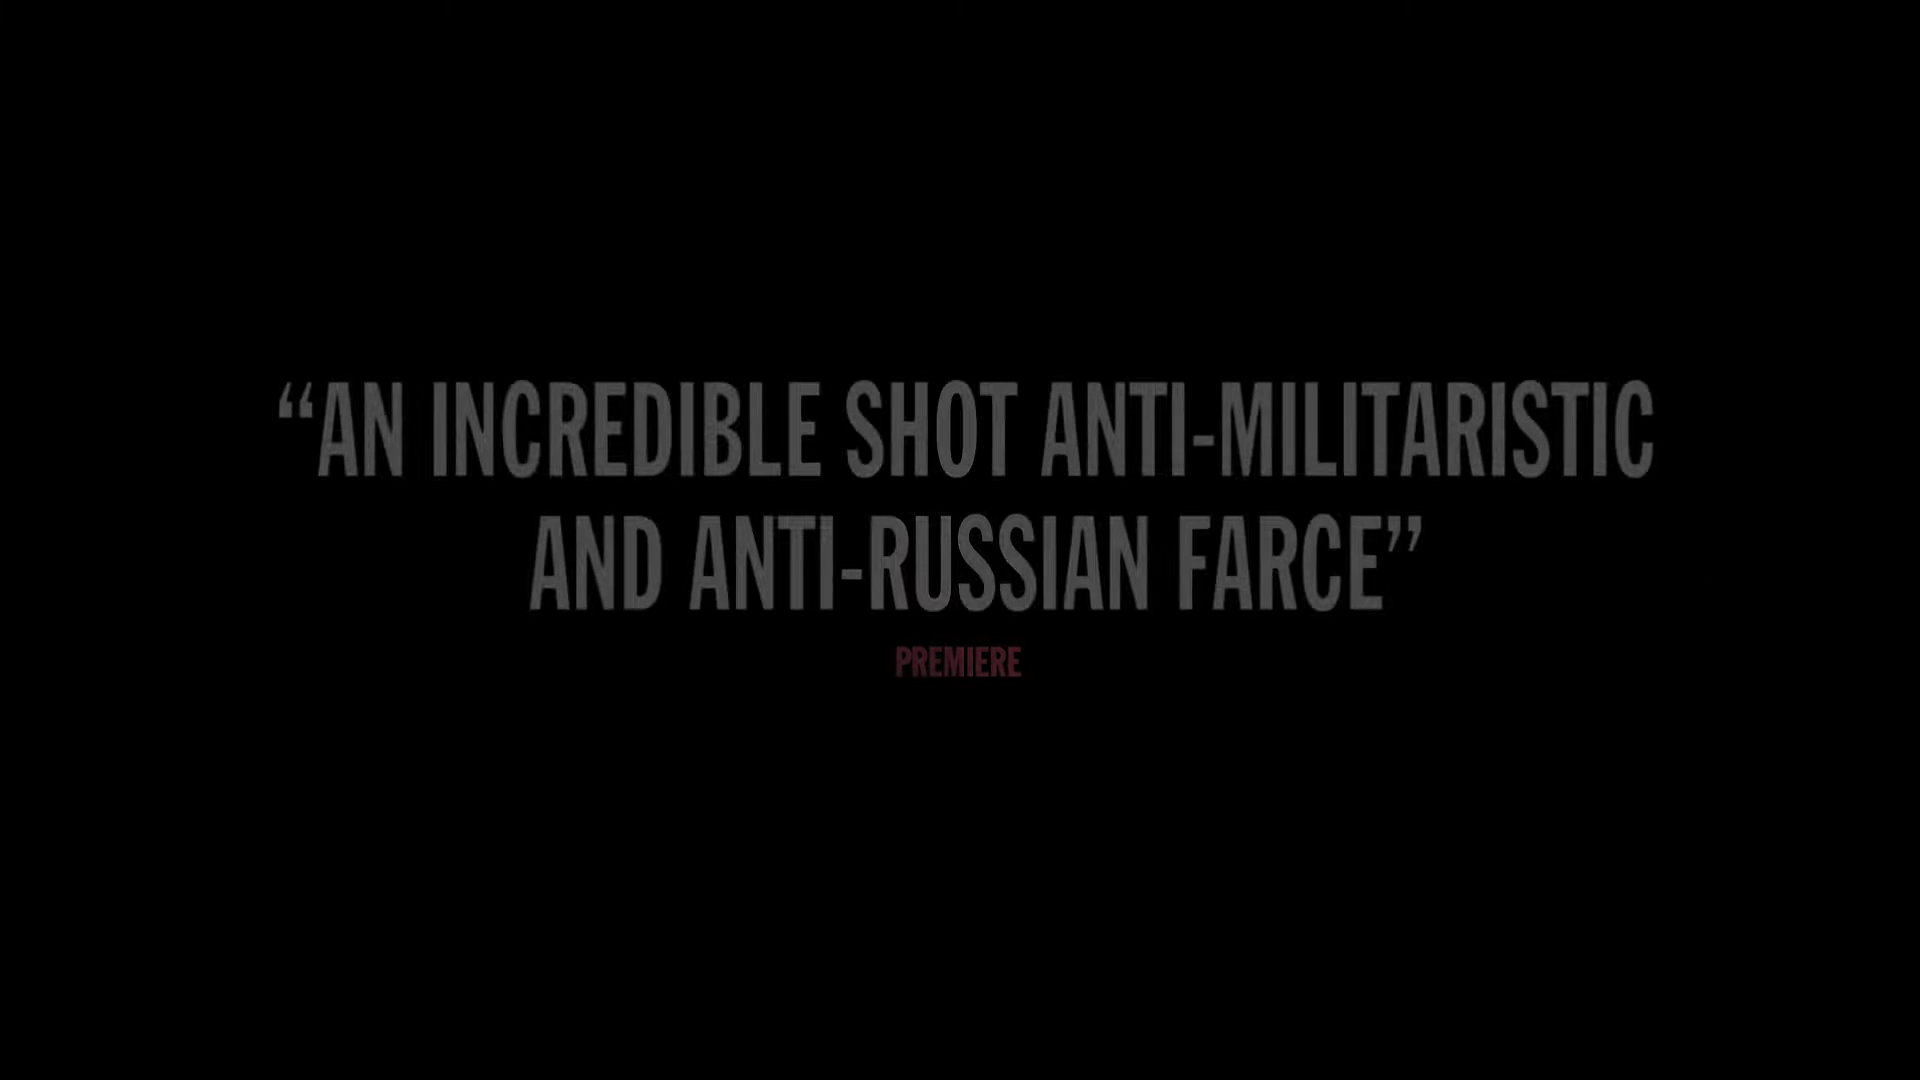 “AN INCREDIBLE SHOT ANTI-MILITARISTIC
AND ANTI-RUSSIAN FARCE”
PREMIERE